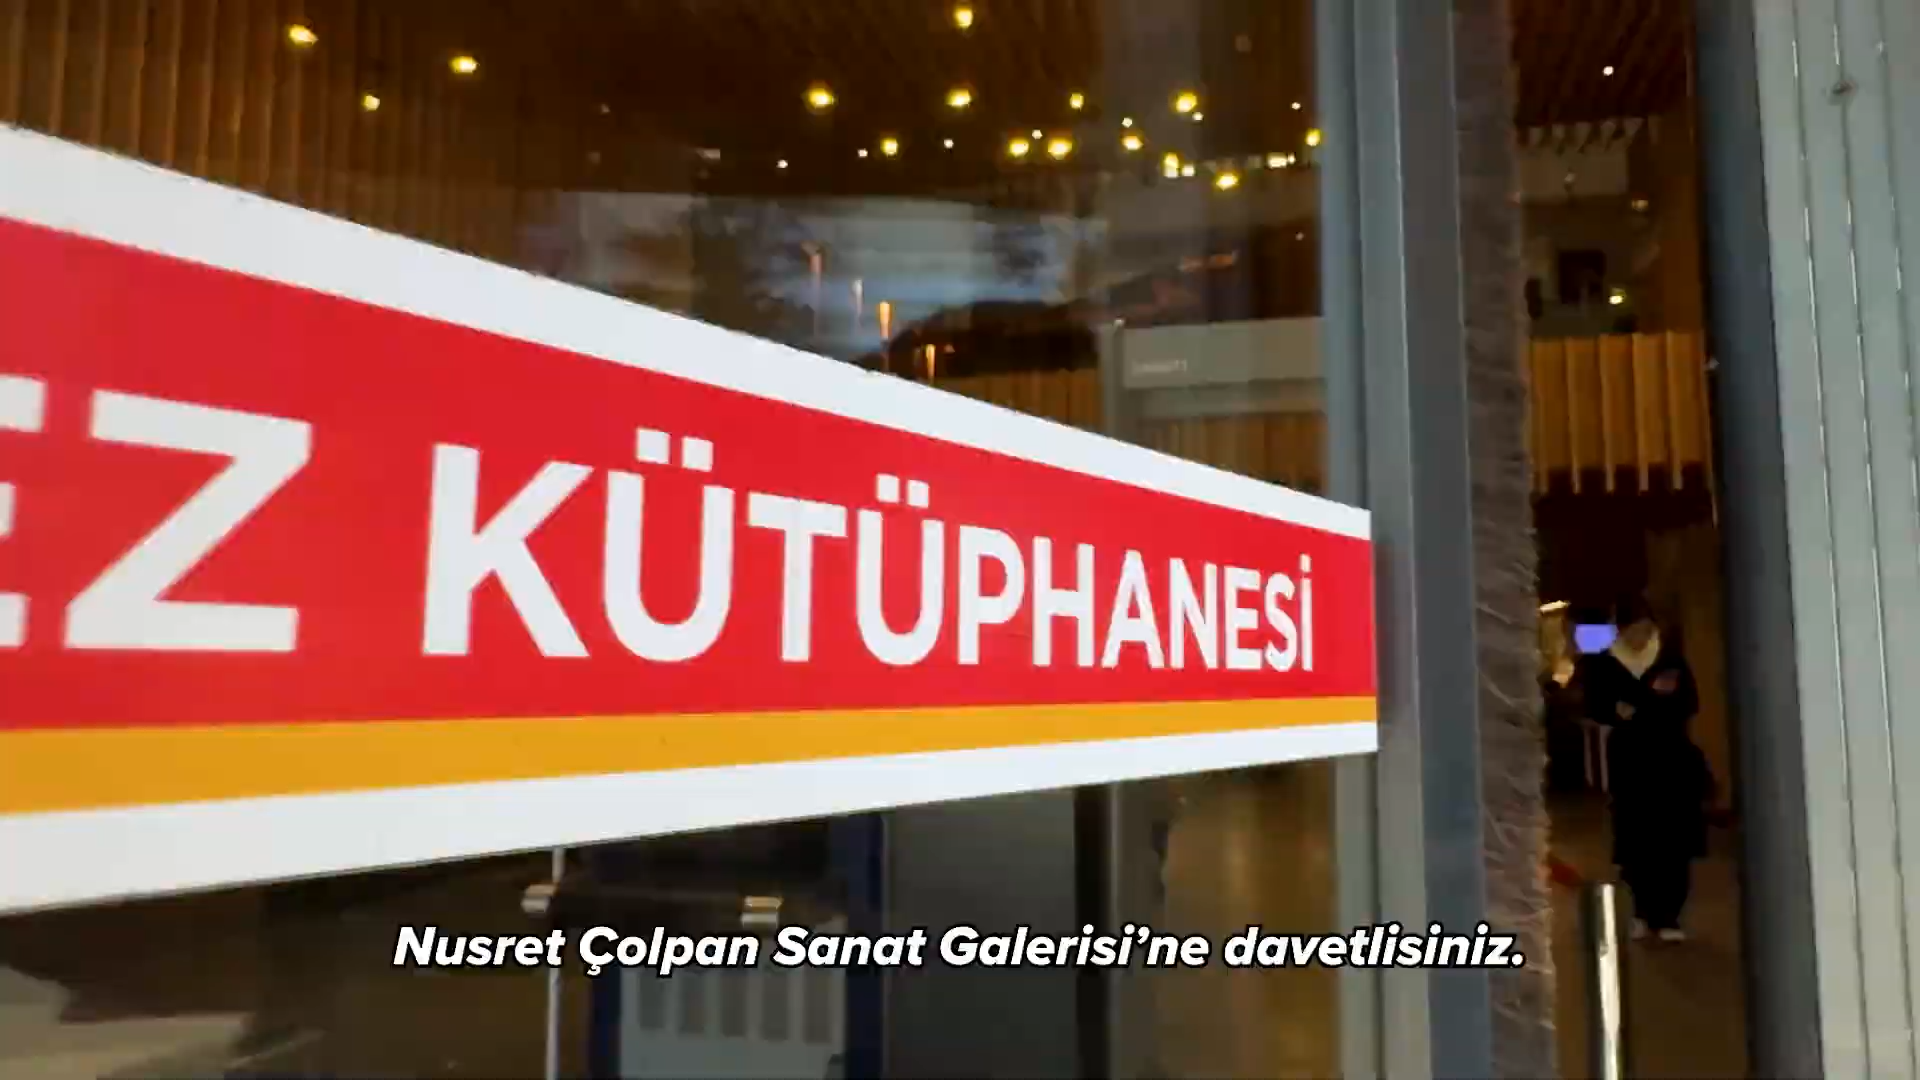 EZ KÜTÜPHANESİ
Nusret Çolpan Sanat Galerisi’ne davetlisiniz.